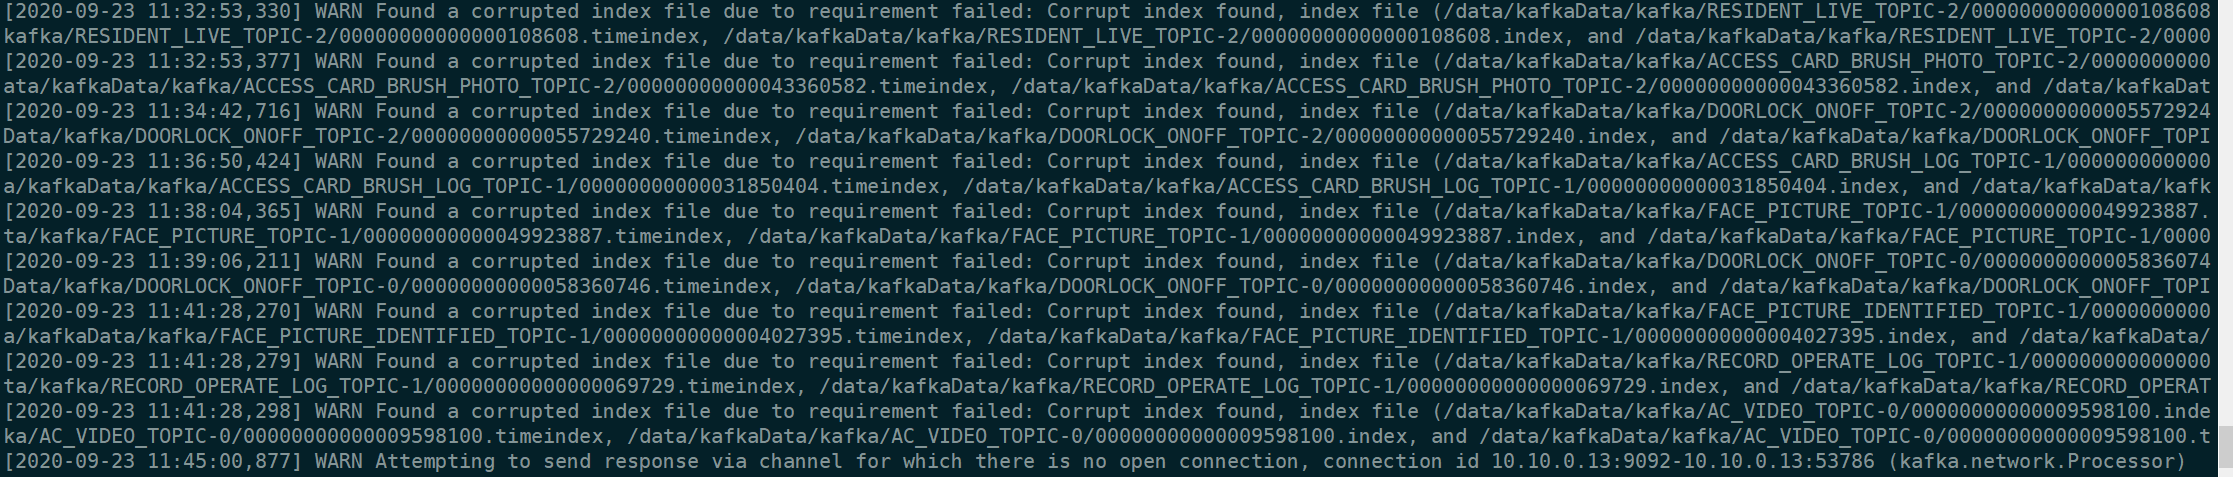 [2020-09-23 11:32:53,330] WARN Found a corrupted index file due to requirement failed: Corrupt index found, index file (/data/kafkaData/kafka/RESIDENT_LIVE_TOPIC-2/00000000000000108608
kafka/RESIDENT_LIVE_TOPIC-2/00000000000000108608.timeindex, /data/kafkaData/kafka/RESIDENT_LIVE_TOPIC-2/00000000000000108608.index, and /data/kafkaData/kafka/RESIDENT_LIVE_TOPIC-2/0000
[2020-09-23 11:32:53,377] WARN Found a corrupted index file due to requirement failed: Corrupt index found, index file (/data/kafkaData/kafka/ACCESS_CARD_BRUSH_PHOTO_TOPIC-2/0000000000
ata/kafkaData/kafka/ACCESS_CARD_BRUSH_PHOTO_TOPIC-2/00000000000043360582.timeindex, /data/kafkaData/kafka/ACCESS_CARD_BRUSH_PHOTO_TOPIC-2/00000000000043360582.index, and /data/kafkaDat
[2020-09-23 11:34:42,716] WARN Found a corrupted index file due to requirement failed: Corrupt index found, index file (/data/kafkaData/kafka/DOORLOCK_ONOFF_TOPIC-2/0000000000005572924
Data/kafka/DOORLOCK_ONOFF_TOPIC-2/00000000000055729240.timeindex, /data/kafkaData/kafka/DOORLOCK_ONOFF_TOPIC-2/00000000000055729240.index, and /data/kafkaData/kafka/DOORLOCK_ONOFF_TOPI
[2020-09-23 11:36:50,424] WARN Found a corrupted index file due to requirement failed: Corrupt index found, index file (/data/kafkaData/kafka/ACCESS_CARD_BRUSH_LOG_TOPIC-1/000000000000
a/kafkaData/kafka/ACCESS_CARD_BRUSH_LOG_TOPIC-1/00000000000031850404.timeindex, /data/kafkaData/kafka/ACCESS_CARD_BRUSH_LOG_TOPIC-1/00000000000031850404.index, and /data/kafkaData/kafk
[2020-09-23 11:38:04,365] WARN Found a corrupted index file due to requirement failed: Corrupt index found, index file (/data/kafkaData/kafka/FACE_PICTURE_TOPIC-1/00000000000049923887.
ta/kafka/FACE_PICTURE_TOPIC-1/00000000000049923887.timeindex, /data/kafkaData/kafka/FACE_PICTURE_TOPIC-1/00000000000049923887.index, and /data/kafkaData/kafka/FACE_PICTURE_TOPIC-1/0000
[2020-09-23 11:39:06,211] WARN Found a corrupted index file due to requirement failed: Corrupt index found, index file (/data/kafkaData/kafka/DOORLOCK_ONOFF_TOPIC-0/0000000000005836074
Data/kafka/DOORLOCK_ONOFF_TOPIC-0/00000000000058360746.timeindex, /data/kafkaData/kafka/DOORLOCK_ONOFF_TOPIC-0/00000000000058360746.index, and /data/kafkaData/kafka/DOORLOCK_ONOFF_TOPI
[2020-09-23 11:41:28,270] WARN Found a corrupted index file due to requirement failed: Corrupt index found, index file (/data/kafkaData/kafka/FACE_PICTURE_IDENTIFIED_TOPIC-1/0000000000
a/kafkaData/kafka/FACE_PICTURE_IDENTIFIED_TOPIC-1/00000000000004027395.timeindex, /data/kafkaData/kafka/FACE_PICTURE_IDENTIFIED_TOPIC-1/00000000000004027395.index, and /data/kafkaData/
[2020-09-23 11:41:28,279] WARN Found a corrupted index file due to requirement failed: Corrupt index found, index file (/data/kafkaData/kafka/RECORD_OPERATE_LOG_TOPIC-1/000000000000000
ta/kafka/RECORD_OPERATE_LOG_TOPIC-1/00000000000000069729.timeindex, /data/kafkaData/kafka/RECORD_OPERATE_LOG_TOPIC-1/00000000000000069729.index, and /data/kafkaData/kafka/RECORD_OPERAT
[2020-09-23 11:41:28,298] WARN Found a corrupted index file due to requirement failed: Corrupt index found, index file (/data/kafkaData/kafka/AC_VIDEO_TOPIC-0/00000000000009598100.inde
ka/AC_VIDEO_TOPIC-0/00000000000009598100.timeindex, /data/kafkaData/kafka/AC_VIDEO_TOPIC-0/00000000000009598100.index, and /data/kafkaData/kafka/AC_VIDEO_TOPIC-0/00000000000009598100.t
[2020-09-23 11:45:00,877] WARN Attempting to send response via channel for which there is no open connection, connection id 10.10.0.13:9092-10.10.0.13:53786 (kafka.network.Processor)